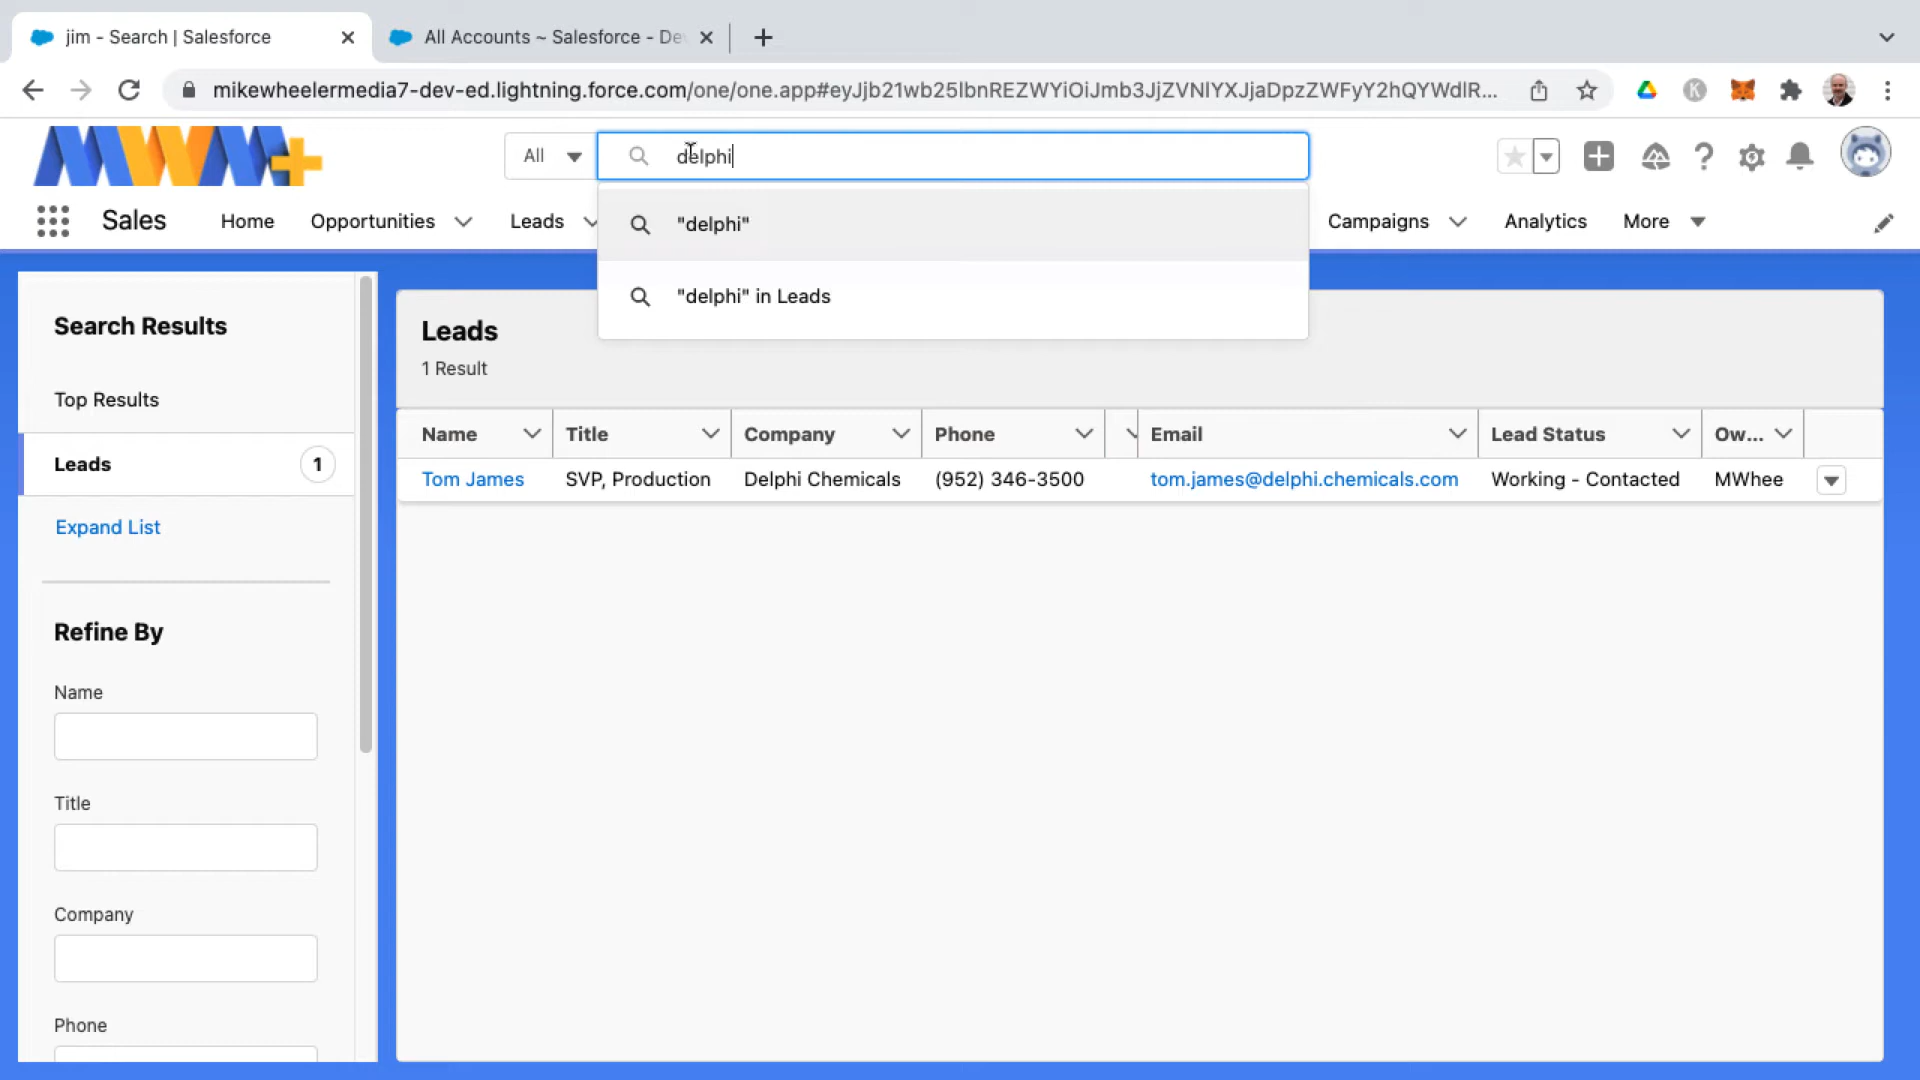 jim - Search | Salesforce
All Accounts ~ Salesforce - De
mikewheelermedia7-dev-ed.lightning.force.com/one/one.app#eyJjb21wb25lbnREZWYiOiJmb3JjZVNlYXJjaDpzZWFyY2hQYWdlR...
K
MWM+
All
delphi
Sales
Home
Opportunities
Leads
Campaigns
Analytics
More
"delphi"
"delphi" in Leads
Search Results
Top Results
Leads 1
Expand List
Refine By
Name
Title
Company
Phone
Leads
1 Result
Name Title Company Phone Email Lead Status Ow...
Tom James SVP, Production Delphi Chemicals (952) 346-3500 tom.james@delphi.chemicals.com Working - Contacted MWhee